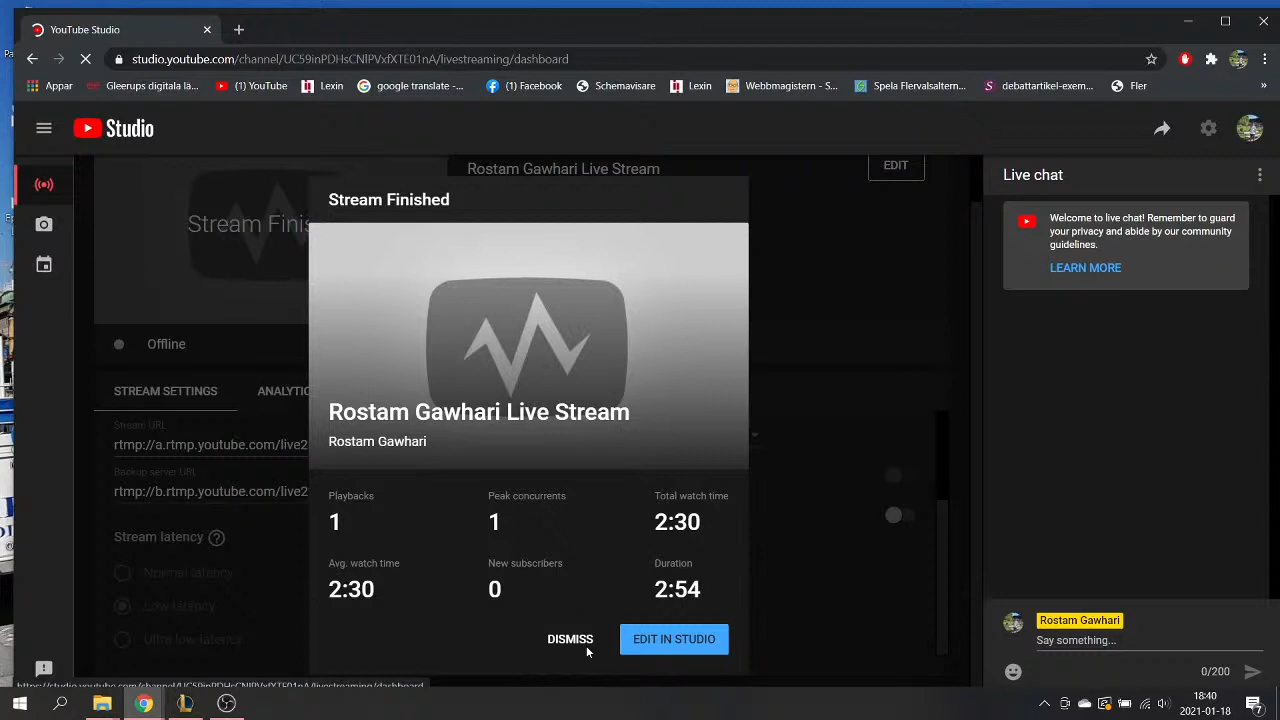 YouTube Studio
studio.youtube.com/channel/UC59inPDHsCNlPVxfXTE01nA/livestreaming/dashboard
Appar
Gleerups digitala lä...
(1) YouTube
Lexin
google translate -...
(1) Facebook
Schemavisare
Lexin
Webbmagistern - S...
Spela Flervalsaltern...
debattartikel-exem...
Fler
»
Studio
Rostam Gawhari Live Stream
EDIT
Stream Finis
Offline
STREAM SETTINGS
ANALYTIC
Stream URL
rtmp://a.rtmp.youtube.com/live2
Backup server URL
rtmp://b.rtmp.youtube.com/live2
Stream latency
Normal latency
Low-latency
Ultra low-latency
Stream Finished
Rostam Gawhari Live Stream
Rostam Gawhari
Playbacks
Peak concurrents
Total watch time
1
1
2:30
Avg. watch time
New subscribers
Duration
2:30
0
2:54
DISMISS
EDIT IN STUDIO
Live chat
Welcome to live chat! Remember to guard
your privacy and abide by our community
guidelines.
LEARN MORE
Rostam Gawhari
Say something...
0/200
18:40
2021-01-18